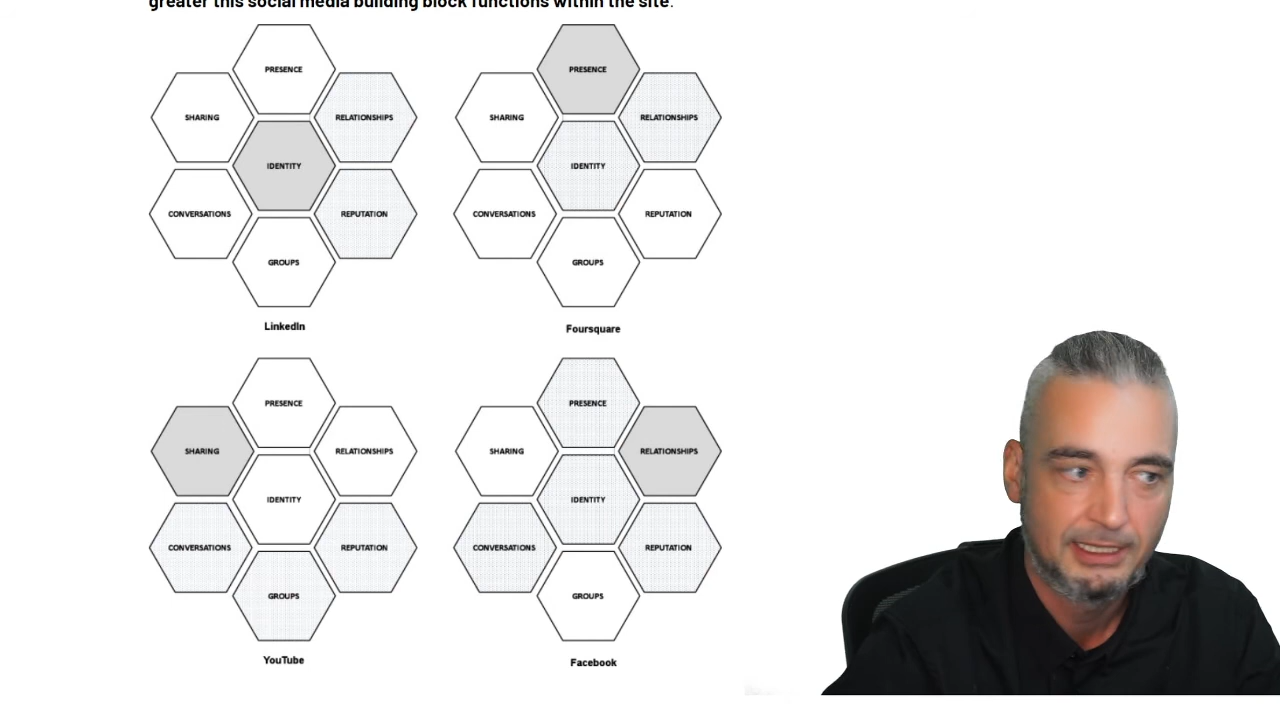 greater this social media building block functions within the site.
PRESENCE
SHARING
RELATIONSHIPS
IDENTITY
CONVERSATIONS
REPUTATION
GROUPS
LinkedIn
PRESENCE
SHARING
RELATIONSHIPS
IDENTITY
CONVERSATIONS
REPUTATION
GROUPS
Foursquare
PRESENCE
SHARING
RELATIONSHIPS
IDENTITY
CONVERSATIONS
REPUTATION
GROUPS
YouTube
PRESENCE
SHARING
RELATIONSHIPS
IDENTITY
CONVERSATIONS
REPUTATION
GROUPS
Facebook